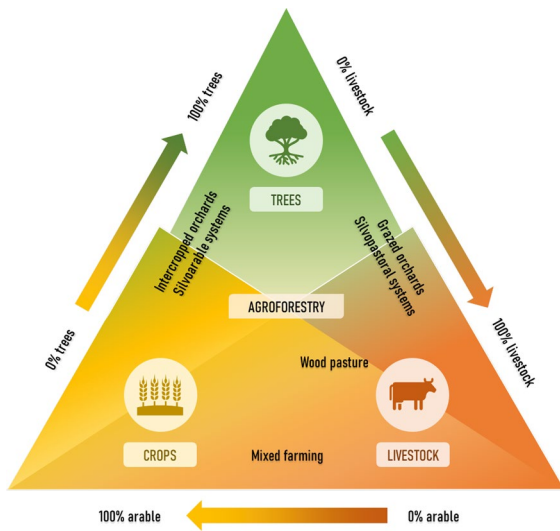 0% livestock
100% trees
TREES
Intercropped orchards
Silvoarable systems
Grazed orchards
Silvopastoral systems
AGROFORESTRY
0% trees
100% livestock
Wood pasture
CROPS
Mixed farming
LIVESTOCK
100% arable
0% arable